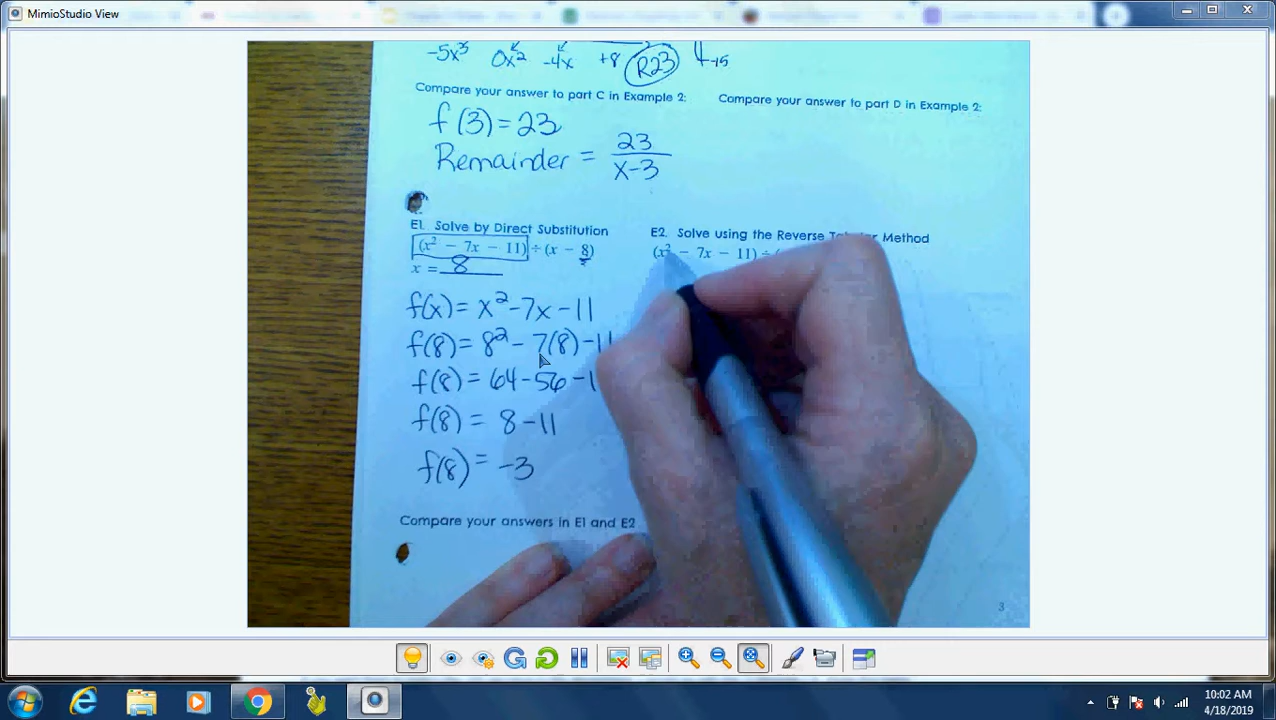 MimioStudio View
-5x³ 0x² -4x +8 R23
Compare your answer to part C in Example 2:
Compare your answer to part D in Example 2:
f(3) = 23
Remainder = 23/x-3
E1. Solve by Direct Substitution
(x² − 7x − 11) ÷ (x − 8)
x = 8
f(x) = x² - 7x - 11
f(8) = 8² - 7(8) - 11
f(8) = 64 - 56 - 1
f(8) = 8 - 11
f(8) = -3
E2. Solve using the Reverse Method
(x² − 7x − 11) ÷
Compare your answers in E1 and E2
3
10:02 AM
4/18/2019